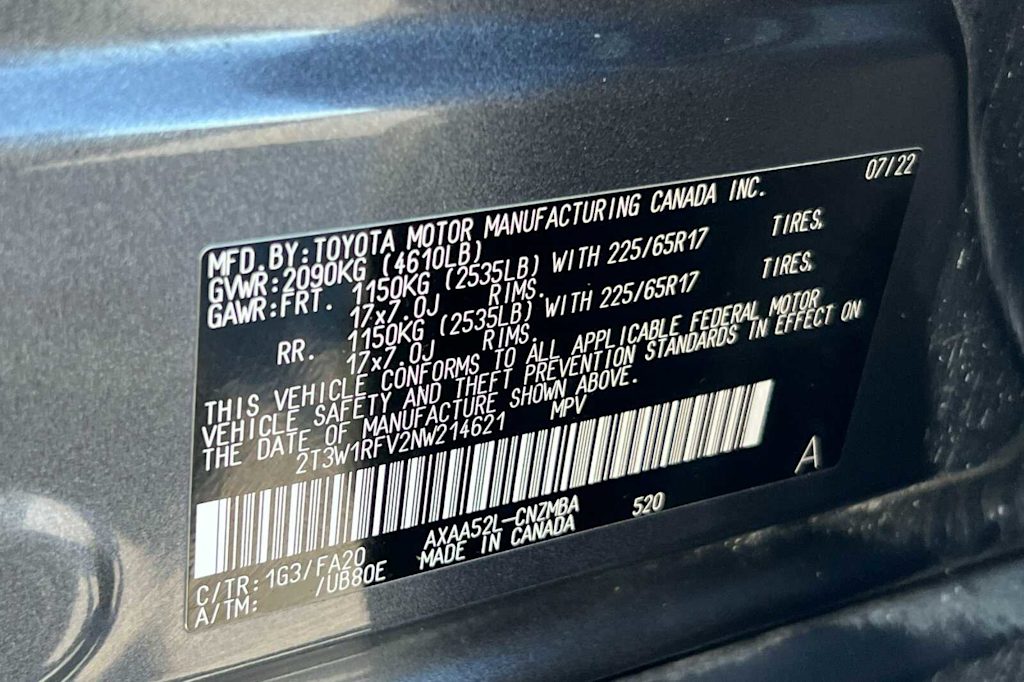 07/22
MFD.BY:TOYOTA MOTOR MANUFACTURING CANADA INC.
GVWR:2090KG (4610LB)
GAWR:FRT. 1150KG (2535LB) WITH 225/65R17 TIRES,
17x7.0J RIMS.
RR. 1150KG (2535LB) WITH 225/65R17 TIRES,
17x7.0J RIMS.
THIS VEHICLE CONFORMS TO ALL APPLICABLE FEDERAL MOTOR
VEHICLE SAFETY AND THEFT PREVENTION STANDARDS IN EFFECT ON
THE DATE OF MANUFACTURE SHOWN ABOVE.
2T3W1RFV2NW214621 MPV
A
AXAA52L-CNZMBA 520
C/TR:1G3/FA20 MADE IN CANADA
A/TM: /UB80E